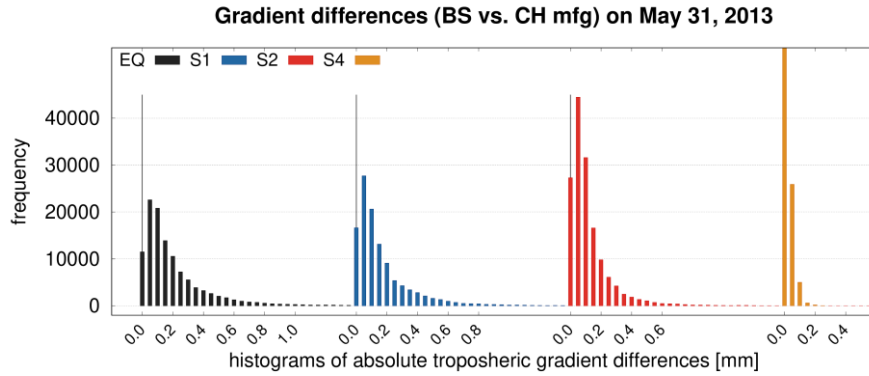 Gradient differences (BS vs. CH mfg) on May 31, 2013
EQ S1 S2 S4
frequency
40000
30000
20000
10000
0
0.0 0.2 0.4 0.6 0.8 1.0 0.0 0.2 0.4 0.6 0.8 0.0 0.2 0.4 0.6 0.0 0.2 0.4
histograms of absolute troposheric gradient differences [mm]